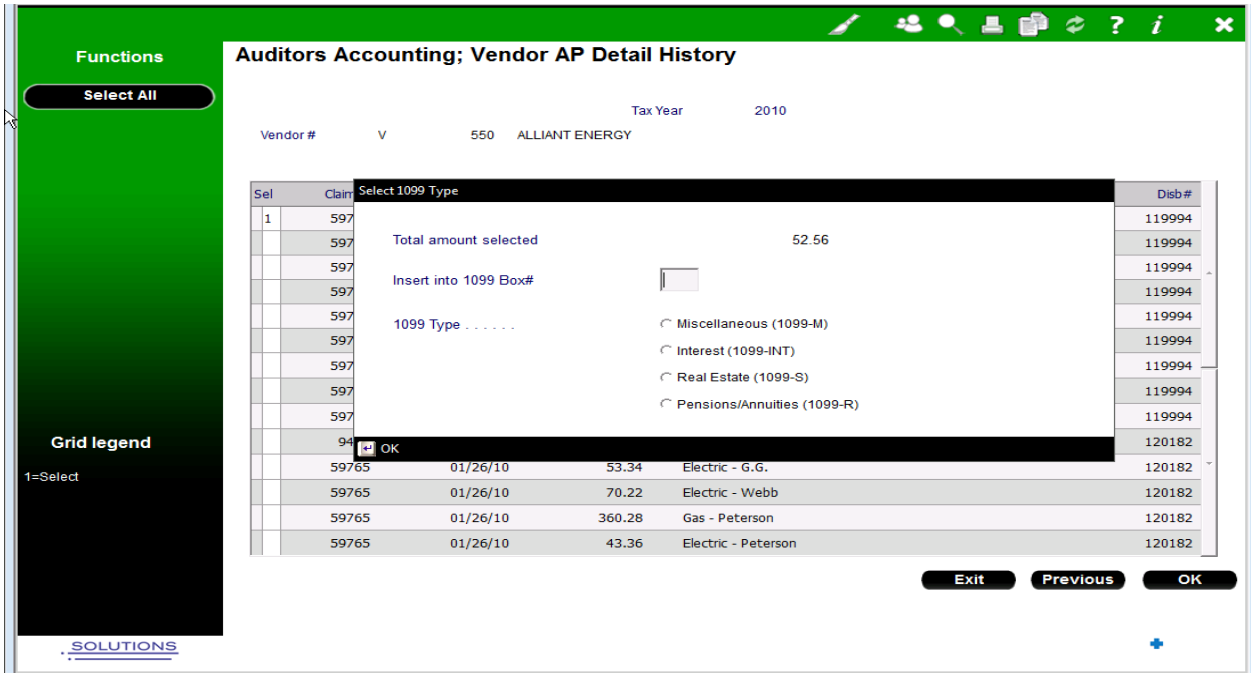 Functions
Auditors Accounting; Vendor AP Detail History
Select All
Tax Year 2010
Vendor # V 550 ALLIANT ENERGY
Sel Claim Select 1099 Type Disb#
1 597 119994
597 Total amount selected 52.56 119994
597 119994
597 Insert into 1099 Box# 119994
597 1099 Type . . . . . . Miscellaneous (1099-M) 119994
597 Interest (1099-INT) 119994
597 Real Estate (1099-S) 119994
597 Pensions/Annuities (1099-R) 119994
597 119994
Grid legend
94 OK 120182
1=Select
59765 01/26/10 53.34 Electric - G.G. 120182
59765 01/26/10 70.22 Electric - Webb 120182
59765 01/26/10 360.28 Gas - Peterson 120182
59765 01/26/10 43.36 Electric - Peterson 120182
Exit Previous OK
SOLUTIONS